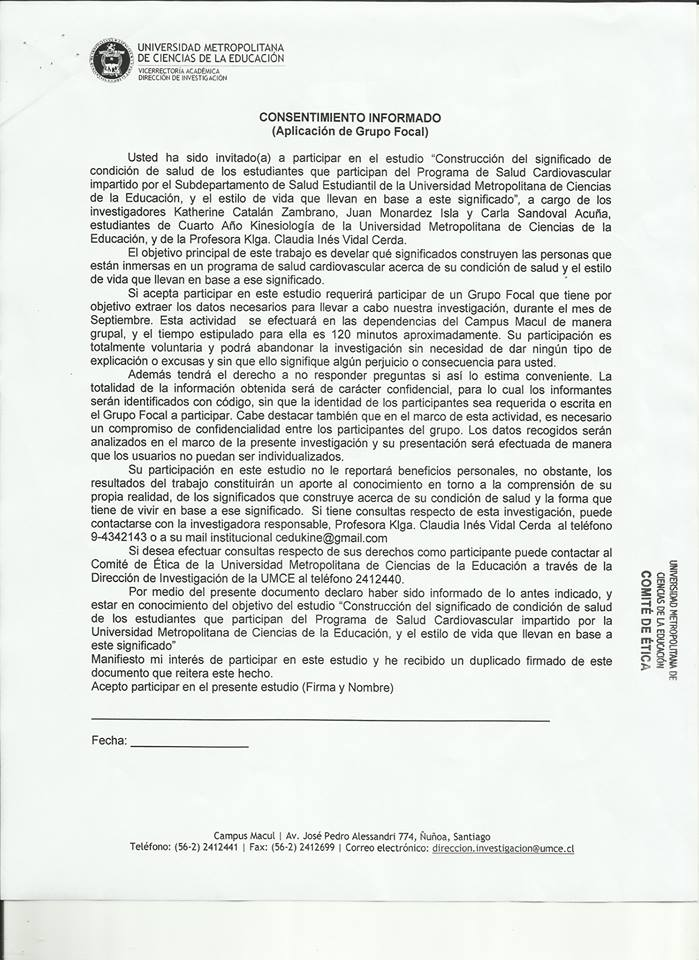 UNIVERSIDAD METROPOLITANA
DE CIENCIAS DE LA EDUCACIÓN
VICERRECTORÍA ACADÉMICA
DIRECCIÓN DE INVESTIGACIÓN
CONSENTIMIENTO INFORMADO
(Aplicación de Grupo Focal)
Usted ha sido invitado(a) a participar en el estudio “Construcción del significado de
condición de salud de los estudiantes que participan del Programa de Salud Cardiovascular
impartido por el Subdepartamento de Salud Estudiantil de la Universidad Metropolitana de Ciencias
de la Educación, y el estilo de vida que llevan en base a este significado”, a cargo de los
investigadores Katherine Catalán Zambrano, Juan Monardez Isla y Carla Sandoval Acuña,
estudiantes de Cuarto Año Kinesiología de la Universidad Metropolitana de Ciencias de la
Educación, y de la Profesora Klga. Claudia Inés Vidal Cerda.
El objetivo principal de este trabajo es develar qué significados construyen las personas que
están inmersas en un programa de salud cardiovascular acerca de su condición de salud y el estilo
de vida que llevan en base a ese significado.
Si acepta participar en este estudio requerirá participar de un Grupo Focal que tiene por
objetivo extraer los datos necesarios para llevar a cabo nuestra investigación, durante el mes de
Septiembre. Esta actividad se efectuará en las dependencias del Campus Macul de manera
grupal, y el tiempo estipulado para ella es 120 minutos aproximadamente. Su participación es
totalmente voluntaria y podrá abandonar la investigación sin necesidad de dar ningún tipo de
explicación o excusas y sin que ello signifique algún perjuicio o consecuencia para usted.
Además tendrá el derecho a no responder preguntas si así lo estima conveniente. La
totalidad de la información obtenida será de carácter confidencial, para lo cual los informantes
serán identificados con código, sin que la identidad de los participantes sea requerida o escrita en
el Grupo Focal a participar. Cabe destacar también que en el marco de esta actividad, es necesario
un compromiso de confidencialidad entre los participantes del grupo. Los datos recogidos serán
analizados en el marco de la presente investigación y su presentación será efectuada de manera
que los usuarios no puedan ser individualizados.
Su participación en este estudio no le reportará beneficios personales, no obstante, los
resultados del trabajo constituirán un aporte al conocimiento en torno a la comprensión de su
propia realidad, de los significados que construye acerca de su condición de salud y la forma que
tiene de vivir en base a ese significado. Si tiene consultas respecto de esta investigación, puede
contactarse con la investigadora responsable, Profesora Klga. Claudia Inés Vidal Cerda al teléfono
9-4342143 o a su mail institucional cedukine@gmail.com
Si desea efectuar consultas respecto de sus derechos como participante puede contactar al
Comité de Ética de la Universidad Metropolitana de Ciencias de la Educación a través de la
Dirección de Investigación de la UMCE al teléfono 2412440.
Por medio del presente documento declaro haber sido informado de lo antes indicado, y
estar en conocimiento del objetivo del estudio “Construcción del significado de condición de salud
de los estudiantes que participan del Programa de Salud Cardiovascular impartido por la
Universidad Metropolitana de Ciencias de la Educación, y el estilo de vida que llevan en base a
este significado”
Manifiesto mi interés de participar en este estudio y he recibido un duplicado firmado de este
documento que reitera este hecho.
Acepto participar en el presente estudio (Firma y Nombre)
Fecha:
UNIVERSIDAD METROPOLITANA DE
CIENCIAS DE LA EDUCACIÓN
COMITÉ DE ÉTICA
Campus Macul | Av. José Pedro Alessandri 774, Ñuñoa, Santiago
Teléfono: (56-2) 2412441 | Fax: (56-2) 2412699 | Correo electrónico: direccion.investigacion@umce.cl